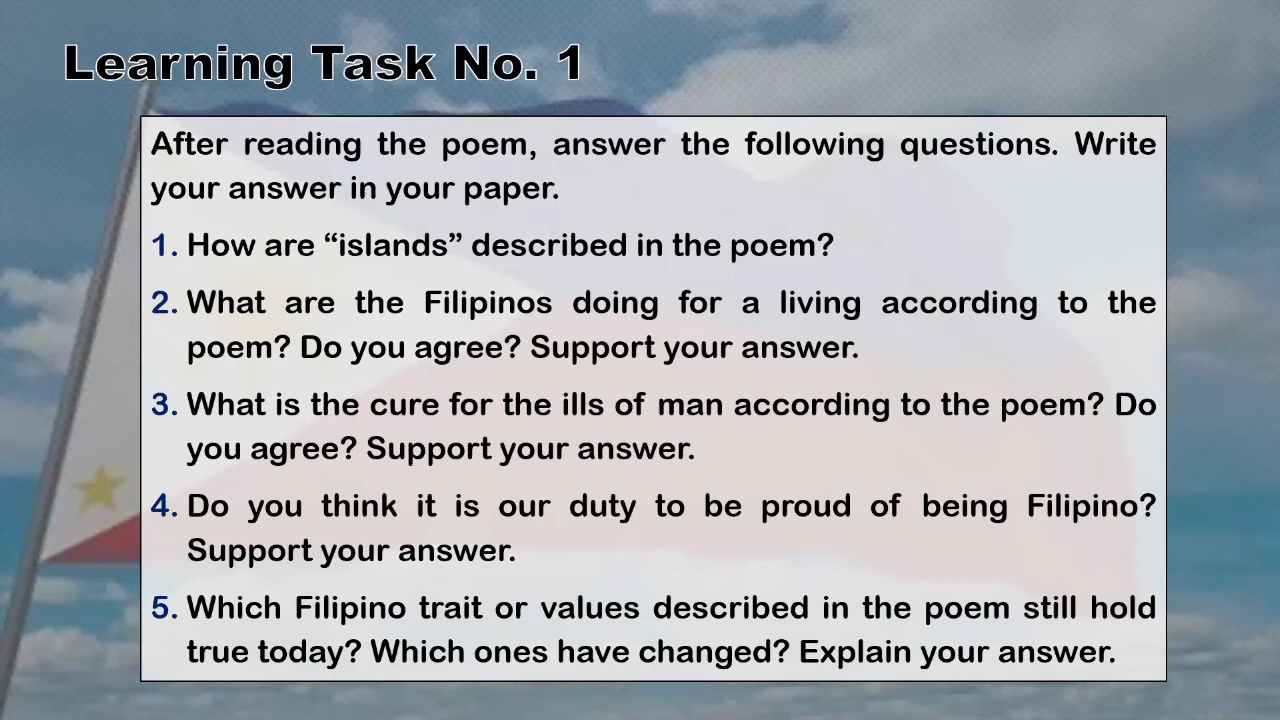 Learning Task No. 1
After reading the poem, answer the following questions. Write
your answer in your paper.
1. How are “islands” described in the poem?
2. What are the Filipinos doing for a living according to the
poem? Do you agree? Support your answer.
3. What is the cure for the ills of man according to the poem? Do
you agree? Support your answer.
4. Do you think it is our duty to be proud of being Filipino?
Support your answer.
5. Which Filipino trait or values described in the poem still hold
true today? Which ones have changed? Explain your answer.